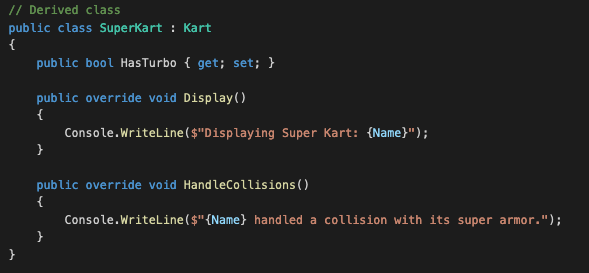 // Derived class
public class SuperKart : Kart
{
    public bool HasTurbo { get; set; }

    public override void Display()
    {
        Console.WriteLine($"Displaying Super Kart: {Name}");
    }

    public override void HandleCollisions()
    {
        Console.WriteLine($"{Name} handled a collision with its super armor.");
    }
}